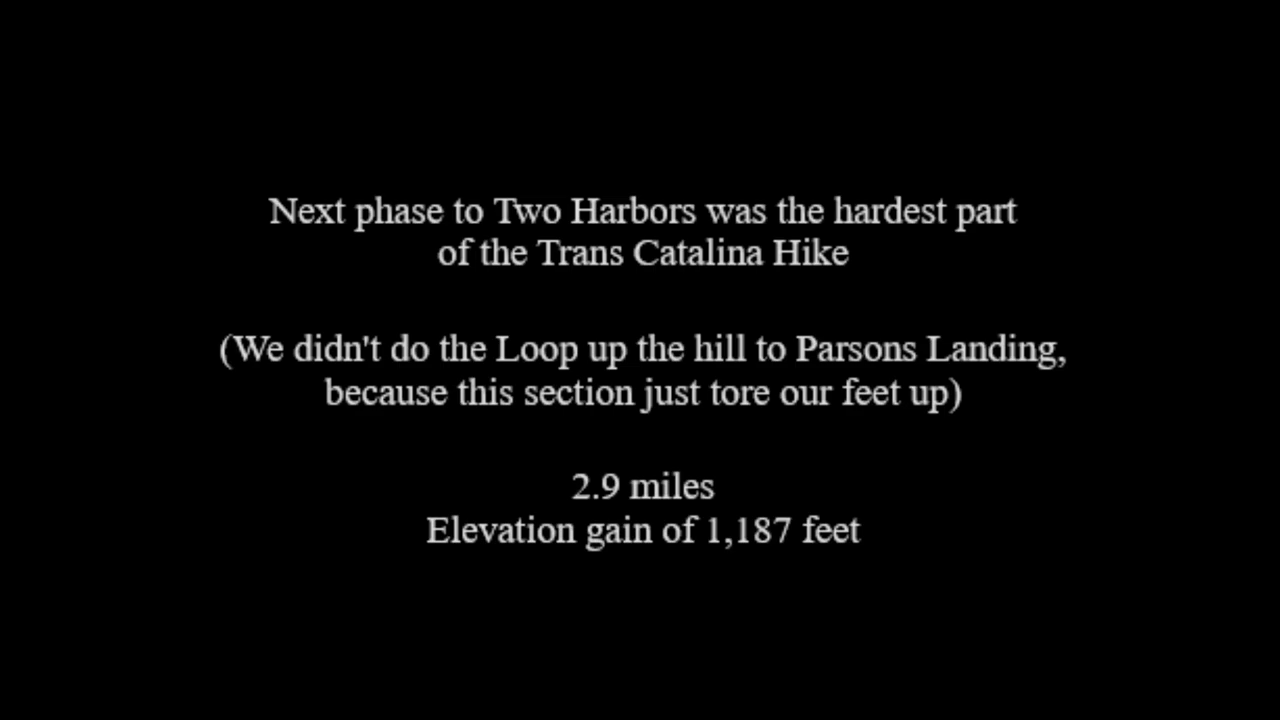 Next phase to Two Harbors was the hardest part
of the Trans Catalina Hike
(We didn't do the Loop up the hill to Parsons Landing,
because this section just tore our feet up)
2.9 miles
Elevation gain of 1,187 feet